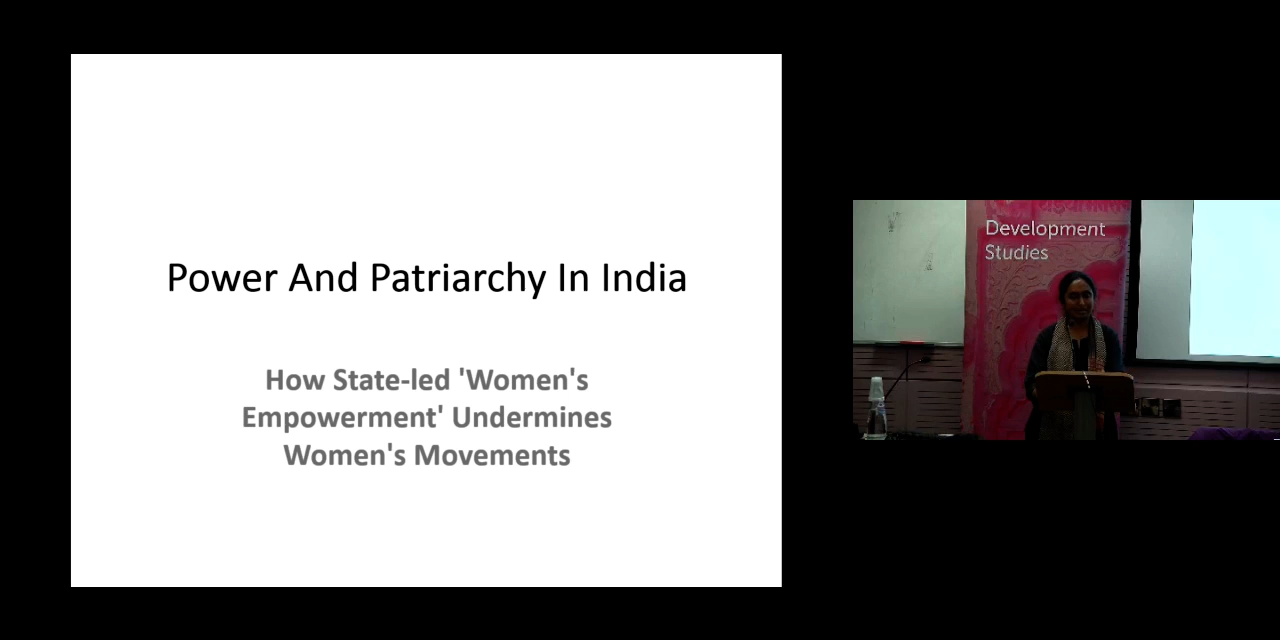 Power And Patriarchy In India
How State-led 'Women's
Empowerment' Undermines
Women's Movements
Development
Studies